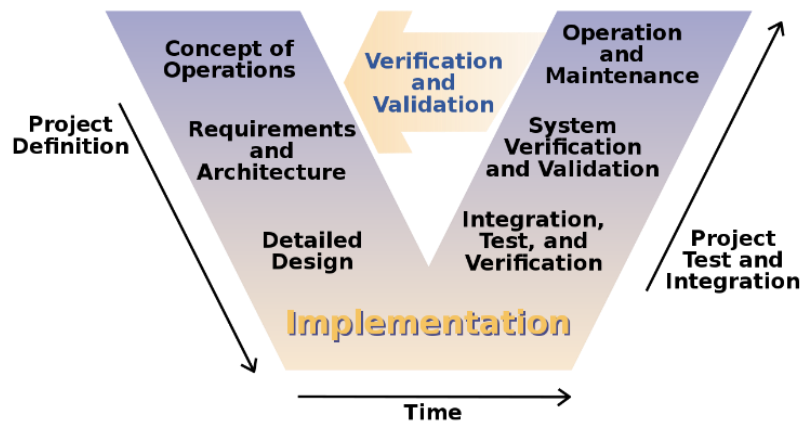 Concept of
Operations
Verification
and
Validation
Operation
and
Maintenance
Project
Definition
Requirements
and
Architecture
System
Verification
and Validation
Detailed
Design
Integration,
Test, and
Verification
Project
Test and
Integration
Implementation
Time